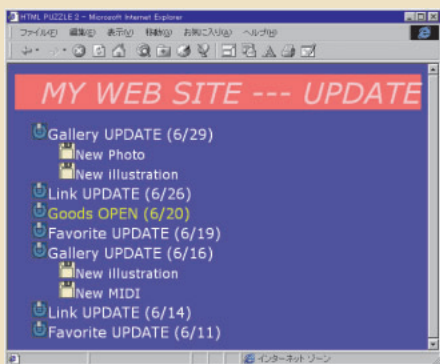 HTML PUZZLE 2 - Microsoft Internet Explorer
ファイル(F) 編集(E) 表示(V) 移動(G) お気に入り(A) ヘルプ(H)
MY WEB SITE --- UPDATE
Gallery UPDATE (6/29)
New Photo
New illustration
Link UPDATE (6/26)
Goods OPEN (6/20)
Favorite UPDATE (6/19)
Gallery UPDATE (6/16)
New illustration
New MIDI
Link UPDATE (6/14)
Favorite UPDATE (6/11)
インターネット ゾーン